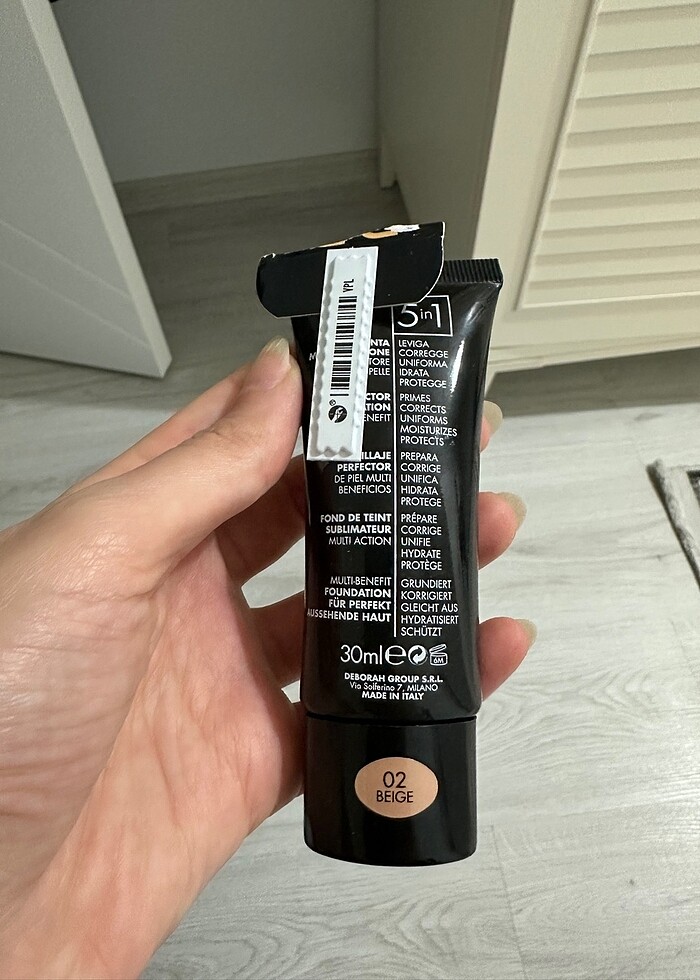 YPL
5in1
LEVIGA
CORREGGE
UNIFORMA
IDRATA
PROTEGGE
PRIMES
CORRECTS
UNIFORMS
MOISTURIZES
PROTECTS
PERFECTOR
DE PIEL MULTI
BENEFICIOS
PREPARA
CORRIGE
UNIFICA
HIDRATA
PROTEGE
FOND DE TEINT
SUBLIMATEUR
MULTI ACTION
PRÉPARE
CORRIGE
UNIFIE
HYDRATE
PROTÈGE
MULTI-BENEFIT
FOUNDATION
FÜR PERFEKT
AUSSEHENDE HAUT
GRUNDIERT
KORRIGIERT
GLEICHT AUS
HYDRATISIERT
SCHÜTZT
30ml℮ 6M
DEBORAH GROUP S.R.L.
Via Solferino 7, MILANO
MADE IN ITALY
02
BEIGE